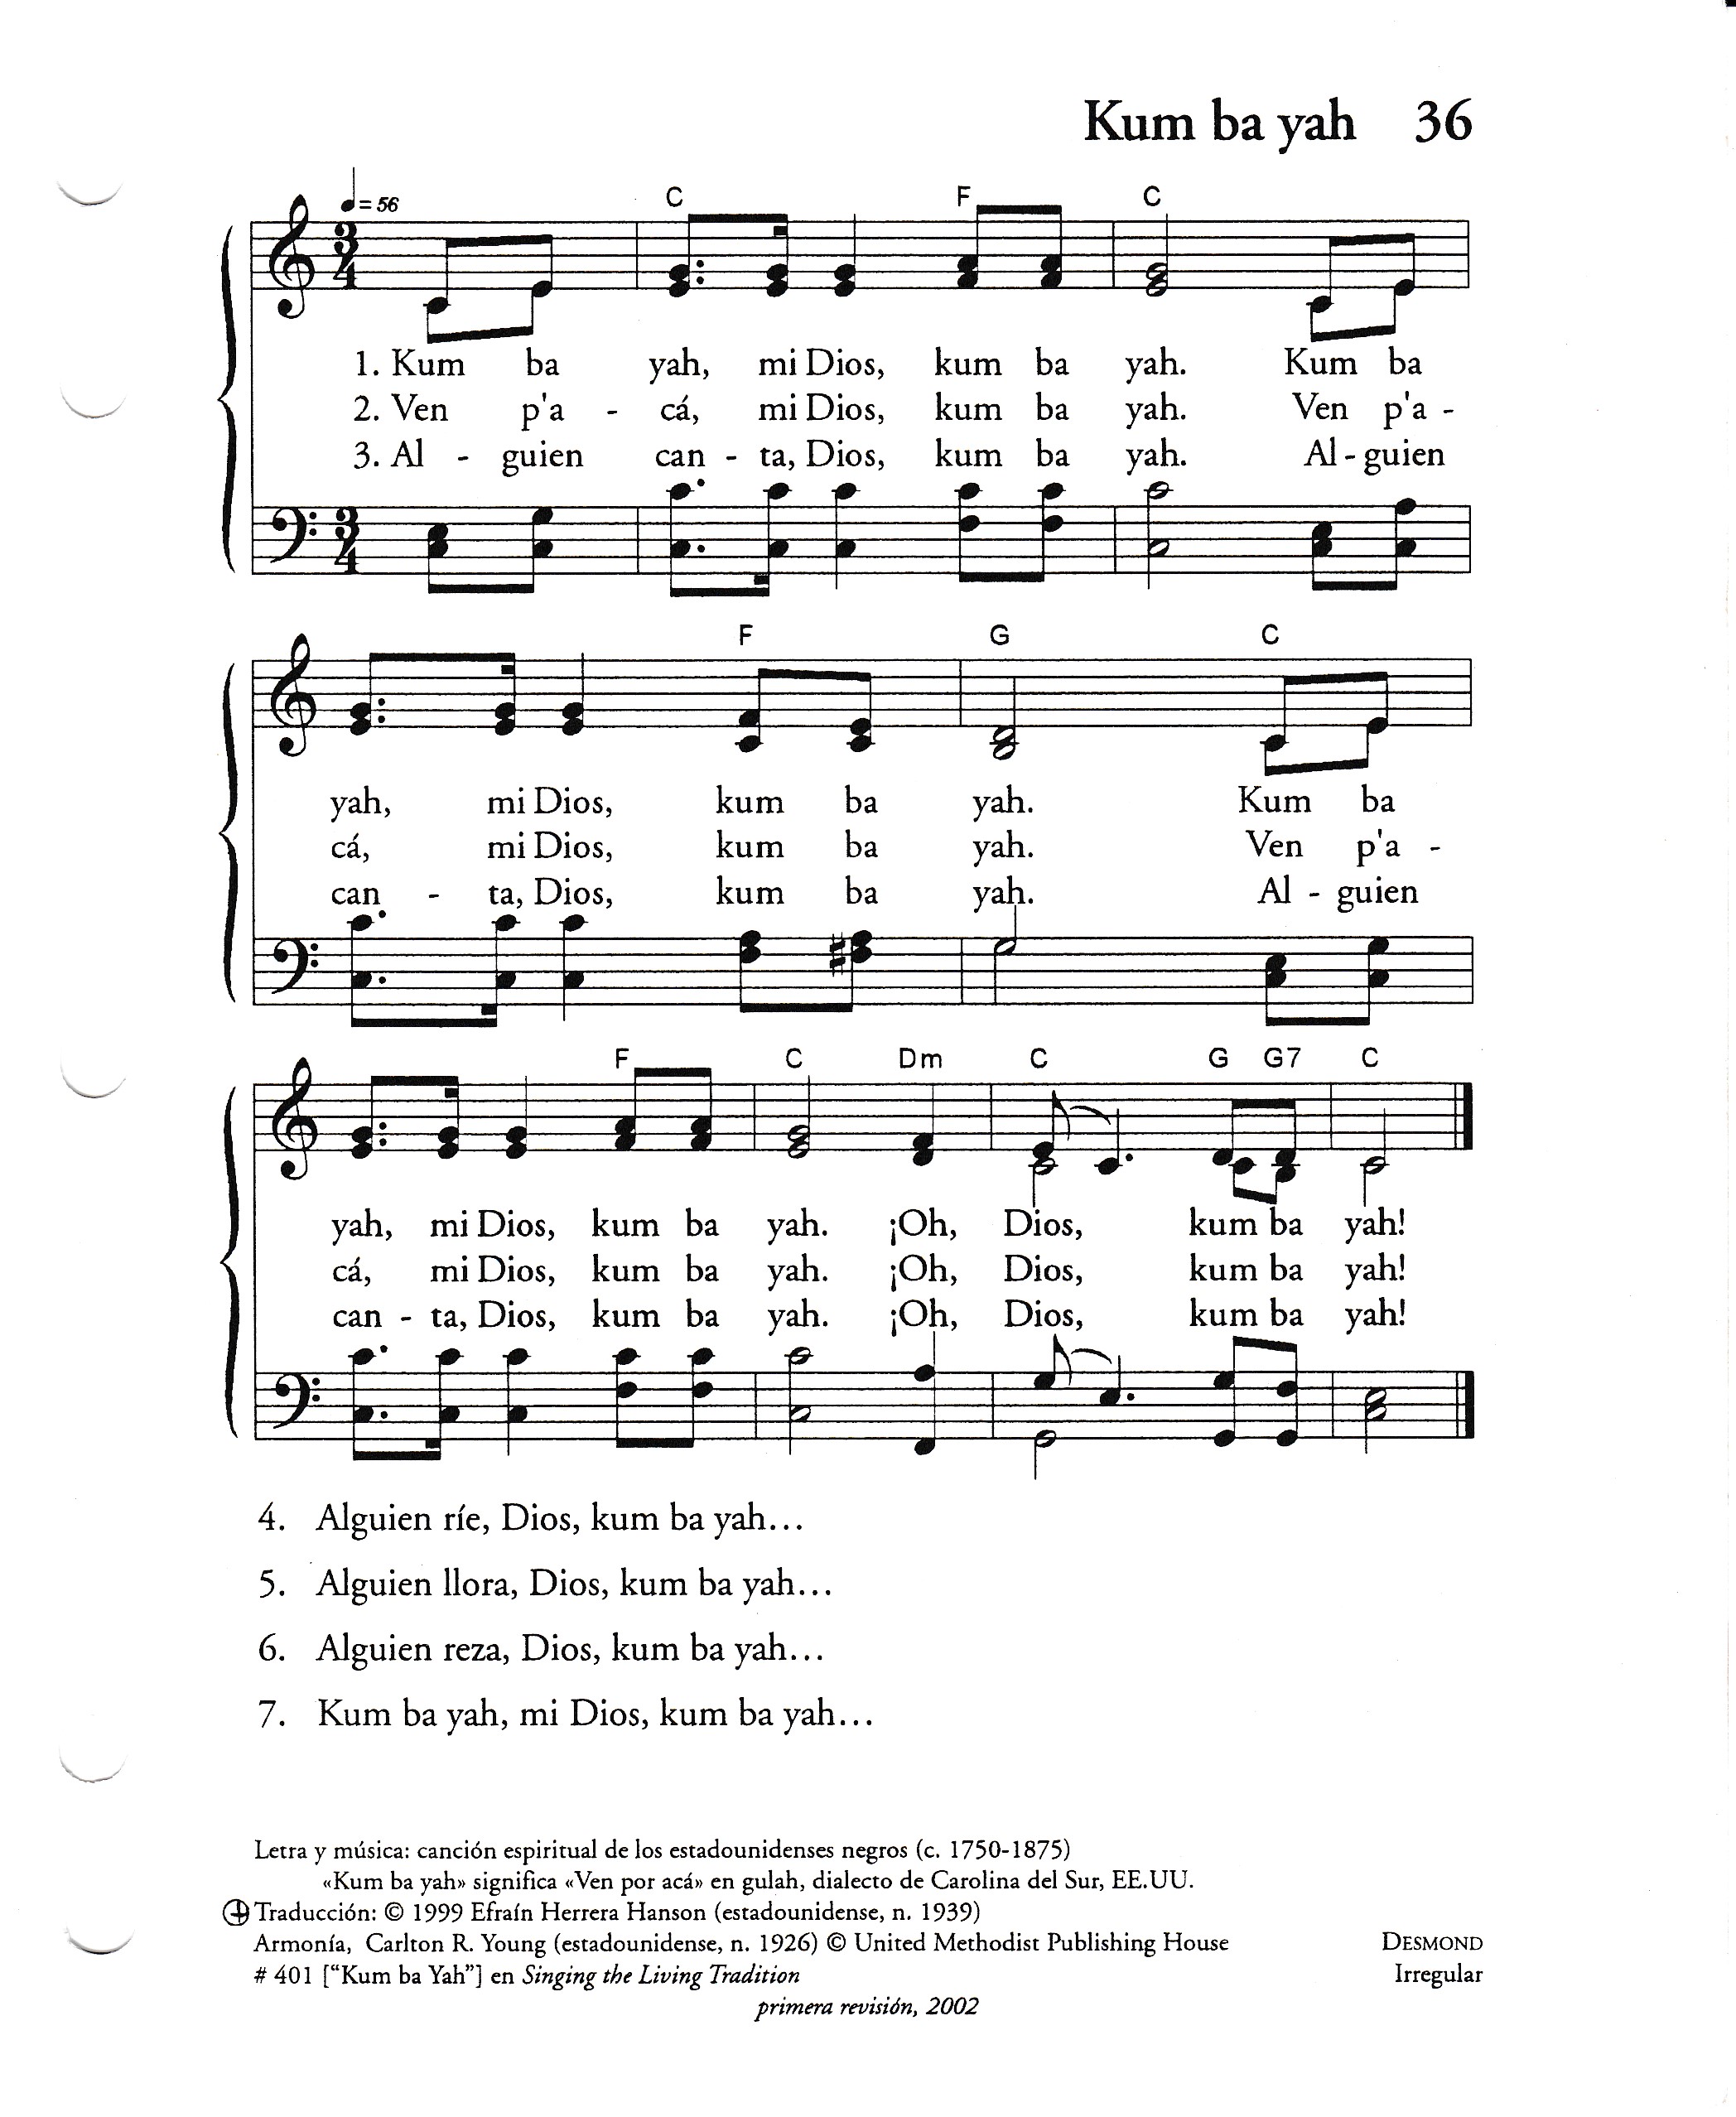 Kum ba yah 36
= 56
C F C
1. Kum ba yah, mi Dios, kum ba yah. Kum ba
2. Ven p'a - cá, mi Dios, kum ba yah. Ven p'a -
3. Al - guien can - ta, Dios, kum ba yah. Al - guien
F G C
yah, mi Dios, kum ba yah. Kum ba
cá, mi Dios, kum ba yah. Ven p'a -
can - ta, Dios, kum ba yah. Al - guien
F C Dm C G G7 C
yah, mi Dios, kum ba yah. ¡Oh, Dios, kum ba yah!
cá, mi Dios, kum ba yah. ¡Oh, Dios, kum ba yah!
can - ta, Dios, kum ba yah. ¡Oh, Dios, kum ba yah!
4. Alguien ríe, Dios, kum ba yah…
5. Alguien llora, Dios, kum ba yah…
6. Alguien reza, Dios, kum ba yah…
7. Kum ba yah, mi Dios, kum ba yah…
Letra y música: canción espiritual de los estadounidenses negros (c. 1750-1875)
«Kum ba yah» significa «Ven por acá» en gulah, dialecto de Carolina del Sur, EE.UU.
Traducción: © 1999 Efraín Herrera Hanson (estadounidense, n. 1939)
Armonía, Carlton R. Young (estadounidense, n. 1926) © United Methodist Publishing House DESMOND
# 401 [“Kum ba Yah”] en Singing the Living Tradition Irregular
primera revisión, 2002